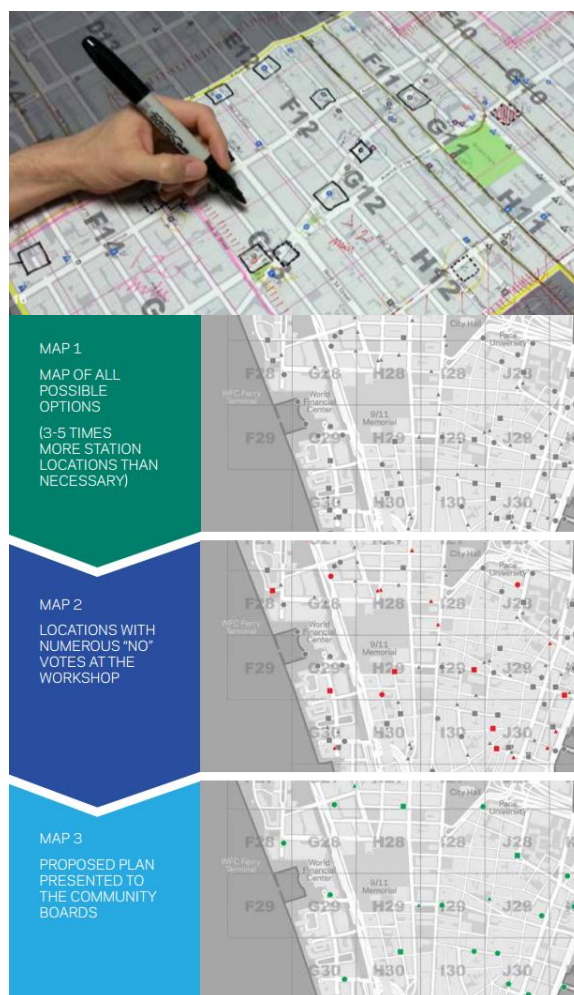 D13
E12
F12
F11
G10
G11
G12
H11
H12
F14
16
MAP 1
MAP OF ALL
POSSIBLE
OPTIONS
(3-5 TIMES
MORE STATION
LOCATIONS THAN
NECESSARY)
City Hall
Pace
University
F28 G28 H28 I28 J28
WFC Ferry
Terminal
World
Financial
Center
9/11
Memorial
F29 G29 H29 I29 J29
G30 H30 I30 J30
MAP 2
LOCATIONS WITH
NUMEROUS "NO"
VOTES AT THE
WORKSHOP
City Hall
Pace
University
F28 G28 H28 I28 J28
WFC Ferry
Terminal
World
Financial
Center
9/11
Memorial
F29 G29 H29 I29 J29
G30 H30 I30 J30
MAP 3
PROPOSED PLAN
PRESENTED TO
THE COMMUNITY
BOARDS
City Hall
Pace
University
F28 G28 H28 I28 J28
WFC Ferry
Terminal
World
Financial
Center
9/11
Memorial
F29 G29 H29 I29 J29
G30 H30 I30 J30